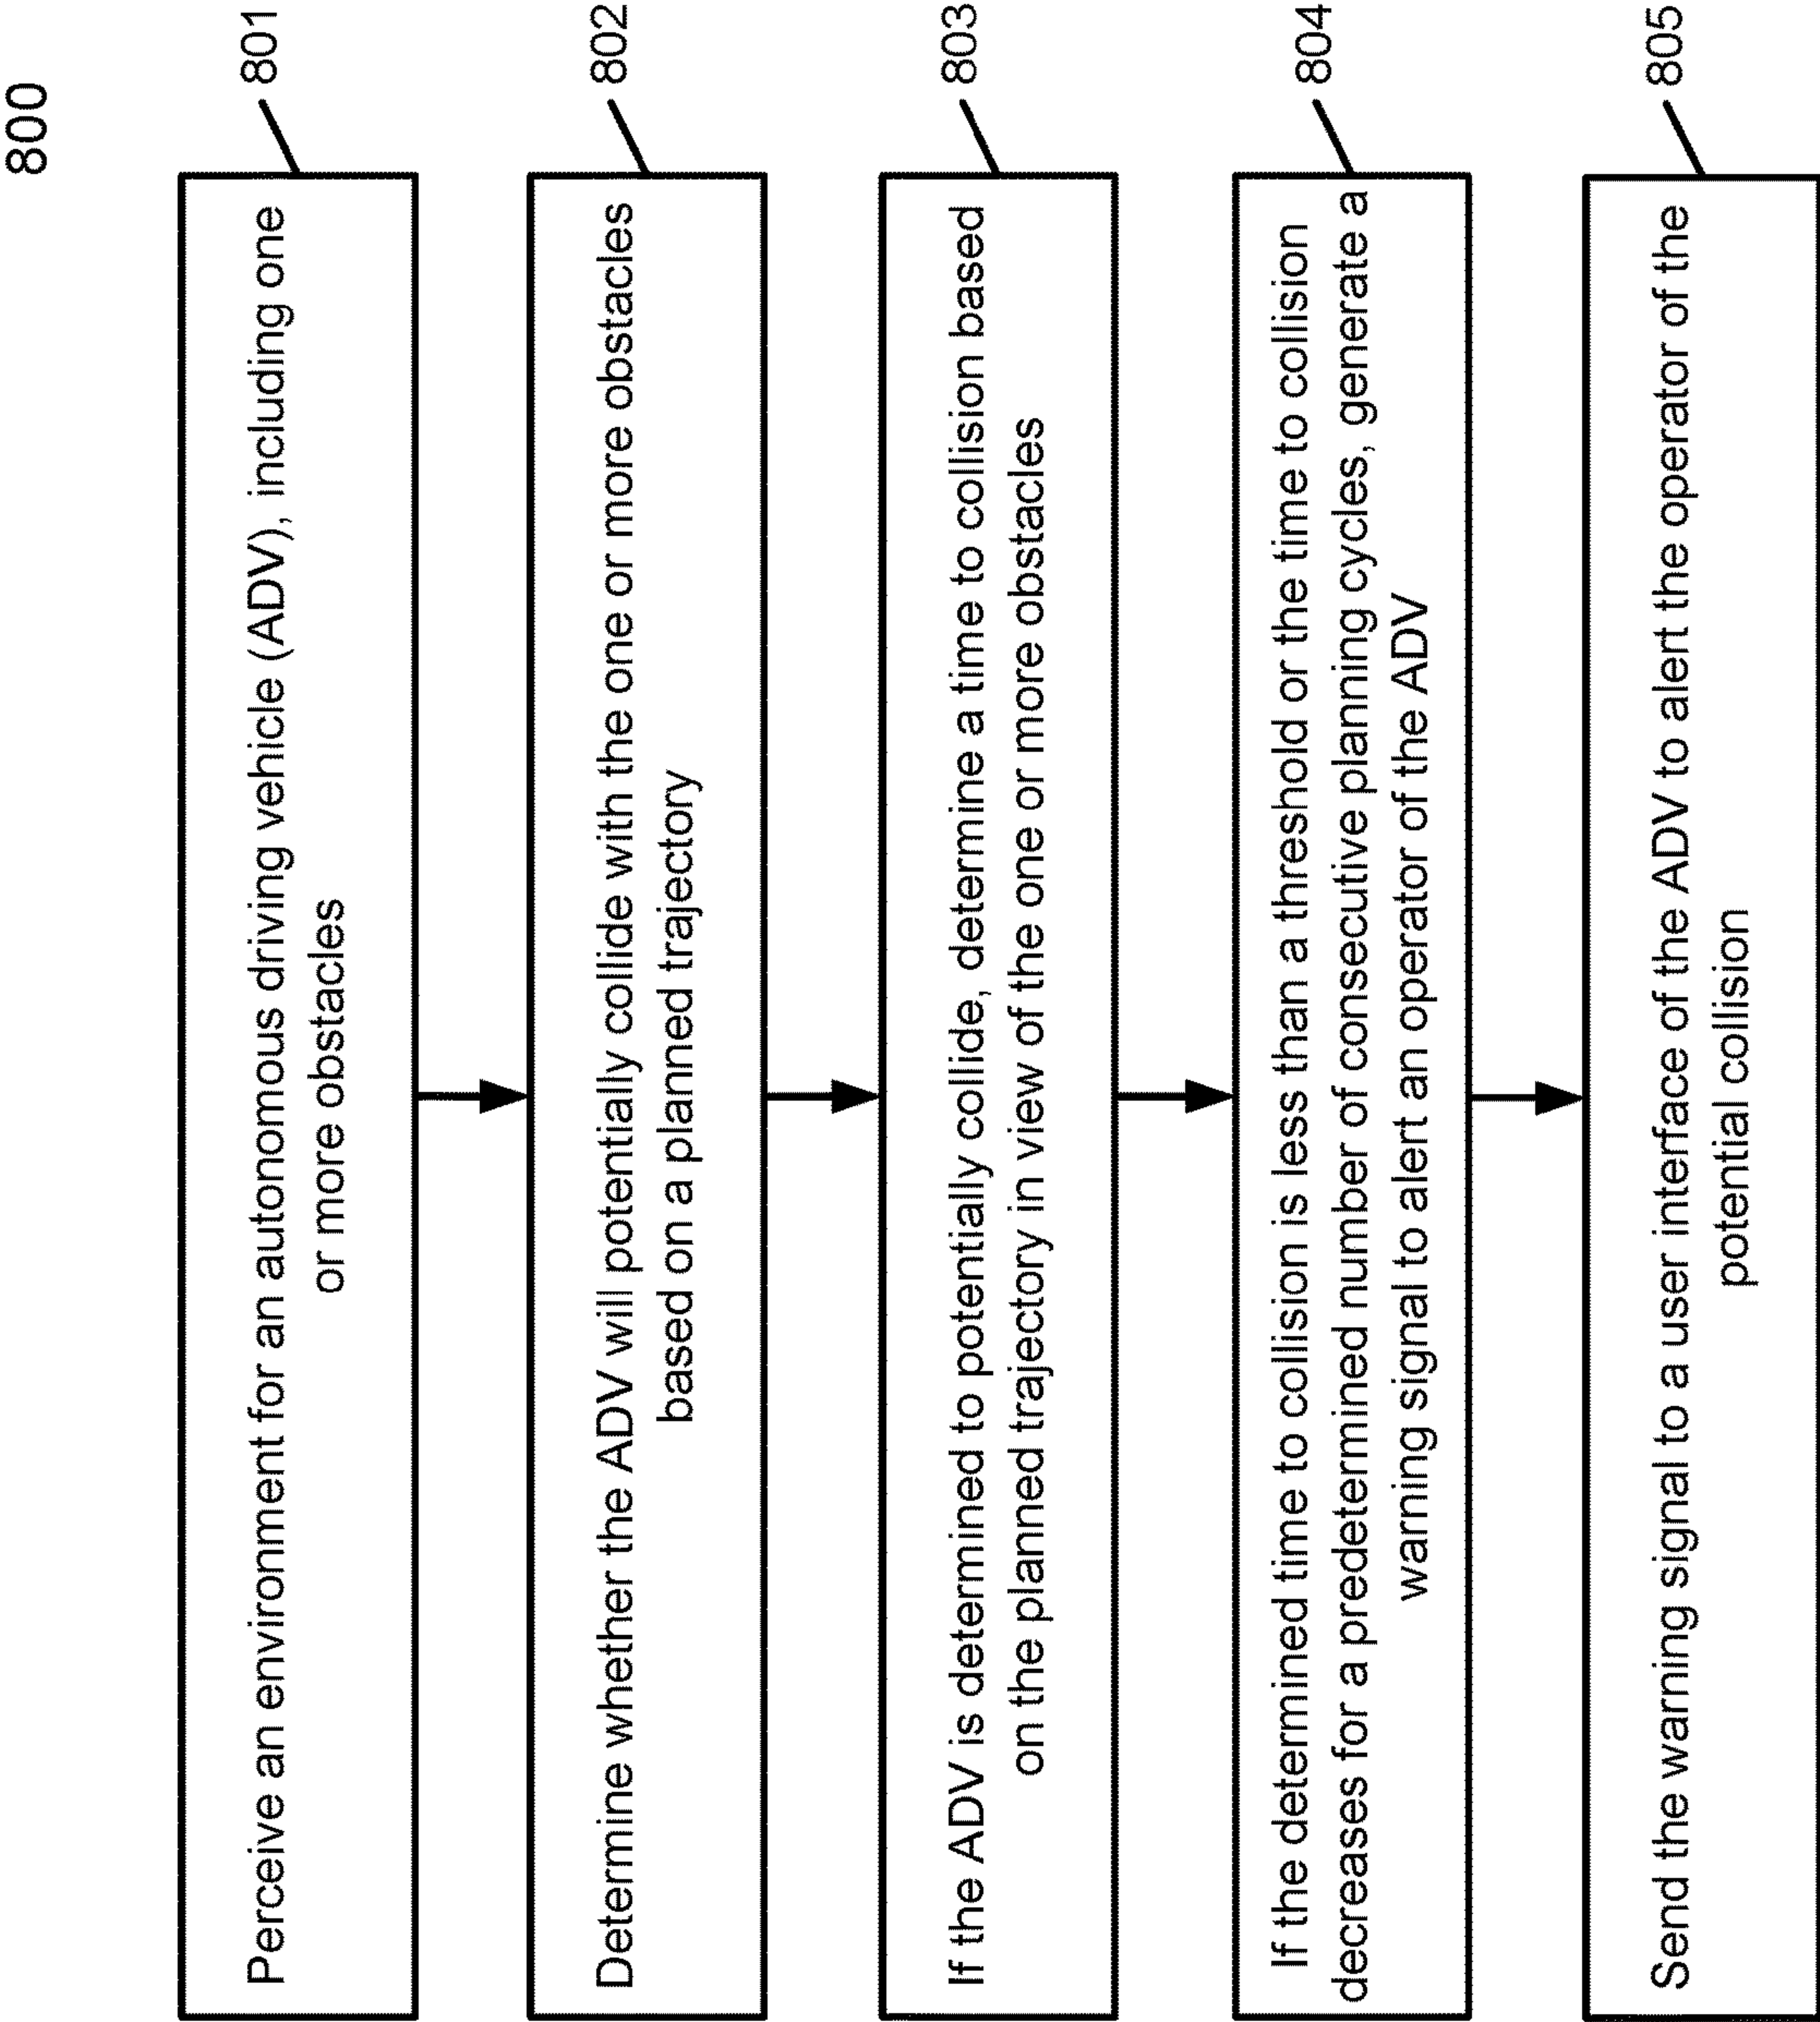 800
801
Perceive an environment for an autonomous driving vehicle (ADV), including one
or more obstacles
802
Determine whether the ADV will potentially collide with the one or more obstacles
based on a planned trajectory
803
If the ADV is determined to potentially collide, determine a time to collision based
on the planned trajectory in view of the one or more obstacles
804
If the determined time to collision is less than a threshold or the time to collision
decreases for a predetermined number of consecutive planning cycles, generate a
warning signal to alert an operator of the ADV
805
Send the warning signal to a user interface of the ADV to alert the operator of the
potential collision